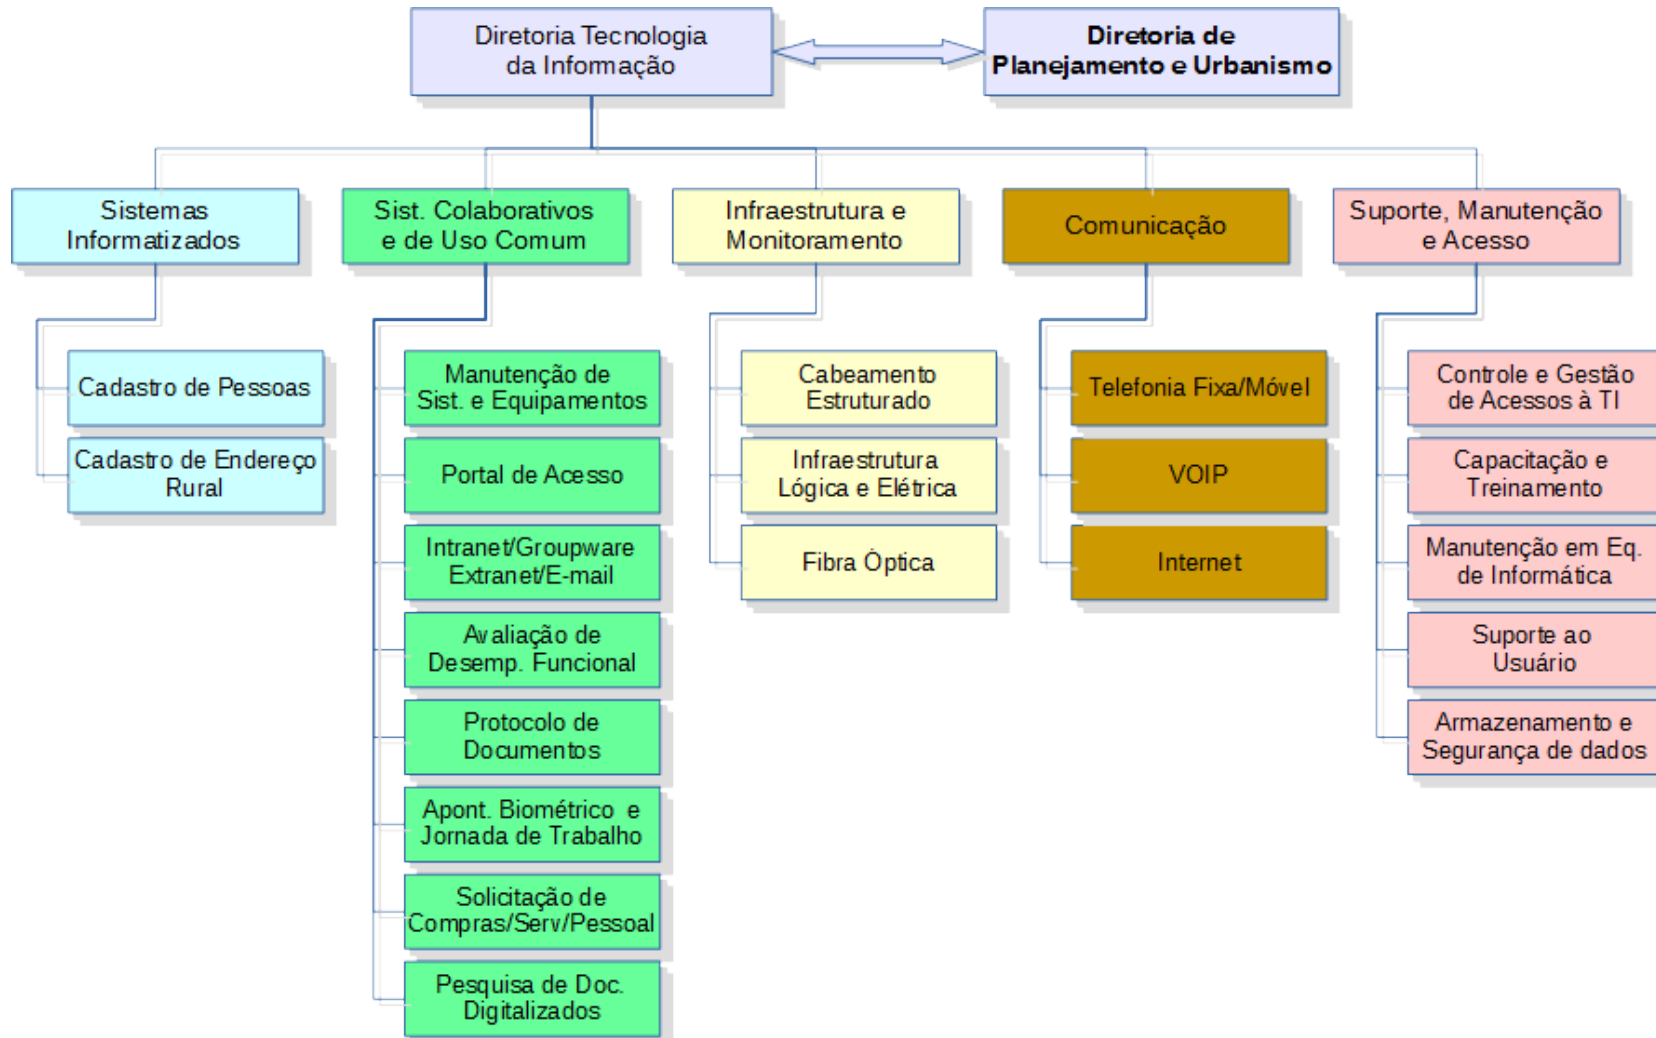 Diretoria Tecnologia
da Informação
Diretoria de
Planejamento e Urbanismo
Sistemas
Informatizados
Sist. Colaborativos
e de Uso Comum
Infraestrutura e
Monitoramento
Comunicação
Suporte, Manutenção
e Acesso
Cadastro de Pessoas
Cadastro de Endereço
Rural
Manutenção de
Sist. e Equipamentos
Portal de Acesso
Intranet/Groupware
Extranet/E-mail
Avaliação de
Desemp. Funcional
Protocolo de
Documentos
Apont. Biométrico e
Jornada de Trabalho
Solicitação de
Compras/Serv/Pessoal
Pesquisa de Doc.
Digitalizados
Cabeamento
Estruturado
Infraestrutura
Lógica e Elétrica
Fibra Óptica
Telefonia Fixa/Móvel
VOIP
Internet
Controle e Gestão
de Acessos à TI
Capacitação e
Treinamento
Manutenção em Eq.
de Informática
Suporte ao
Usuário
Armazenamento e
Segurança de dados